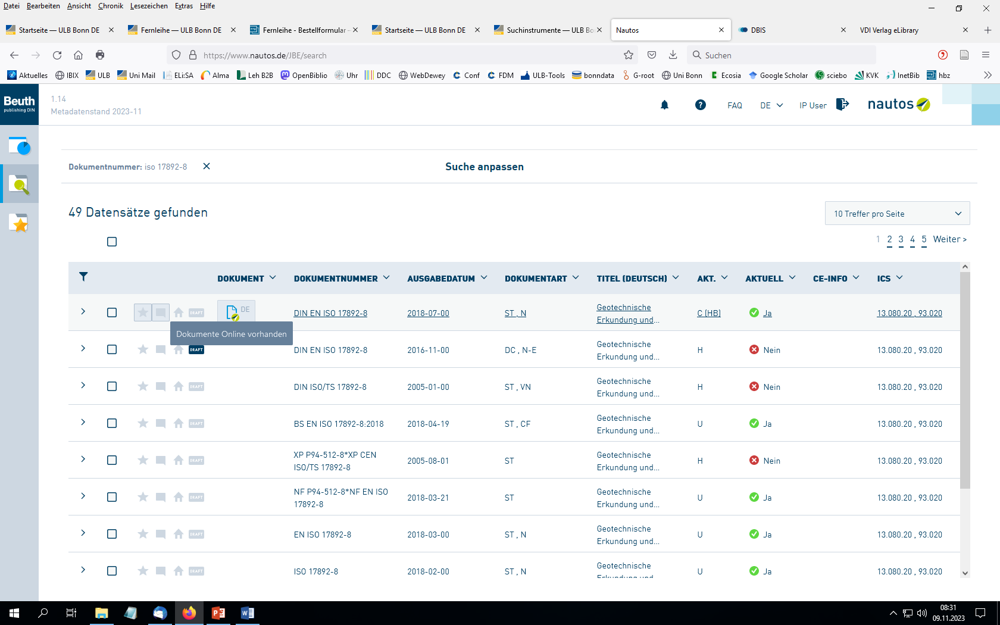 Datei Bearbeiten Ansicht Chronik Lesezeichen Extras Hilfe
Startseite — ULB Bonn DE Fernleihe — ULB Bonn DE Fernleihe - Bestellformular - Startseite — ULB Bonn DE Suchinstrumente — ULB Bo Nautos DBIS VDI Verlag eLibrary
https://www.nautos.de/JBE/search Suchen
Aktuelles IBIX ULB Uni Mail ELi:SA Alma Leh B2B OpenBiblio Uhr DDC WebDewey Conf FDM ULB-Tools bonndata G-root Uni Bonn Ecosia Google Scholar sciebo KVK InetBib hbz
Beuth
publishing DIN
1.14
Metadatenstand 2023-11
FAQ DE IP User nautos
Dokumentnummer: iso 17892-8 Suche anpassen
49 Datensätze gefunden
10 Treffer pro Seite
1 2 3 4 5 Weiter >
DOKUMENT DOKUMENTNUMMER AUSGABEDATUM DOKUMENTART TITEL (DEUTSCH) AKT. AKTUELL CE-INFO ICS
DRAFT DE DIN EN ISO 17892-8 2018-07-00 ST , N Geotechnische Erkundung und... C (HB) Ja 13.080.20 , 93.020
Dokumente Online vorhanden
DRAFT DIN EN ISO 17892-8 2016-11-00 DC , N-E Geotechnische Erkundung und... H Nein 13.080.20 , 93.020
DRAFT DIN ISO/TS 17892-8 2005-01-00 ST , VN Geotechnische Erkundung und... H Nein 13.080.20 , 93.020
DRAFT BS EN ISO 17892-8:2018 2018-04-19 ST , CF Geotechnische Erkundung und... U Ja 13.080.20 , 93.020
DRAFT XP P94-512-8*XP CEN ISO/TS 17892-8 2005-08-01 ST Geotechnische Erkundung und... H Nein 13.080.20 , 93.020
DRAFT NF P94-512-8*NF EN ISO 17892-8 2018-03-21 ST Geotechnische Erkundung und... U Ja 13.080.20 , 93.020
DRAFT EN ISO 17892-8 2018-03-00 ST , N Geotechnische Erkundung und... U Ja 13.080.20 , 93.020
DRAFT ISO 17892-8 2018-02-00 ST , N Geotechnische Erkundung und... U Ja 13.080.20 , 93.020
08:31
09.11.2023